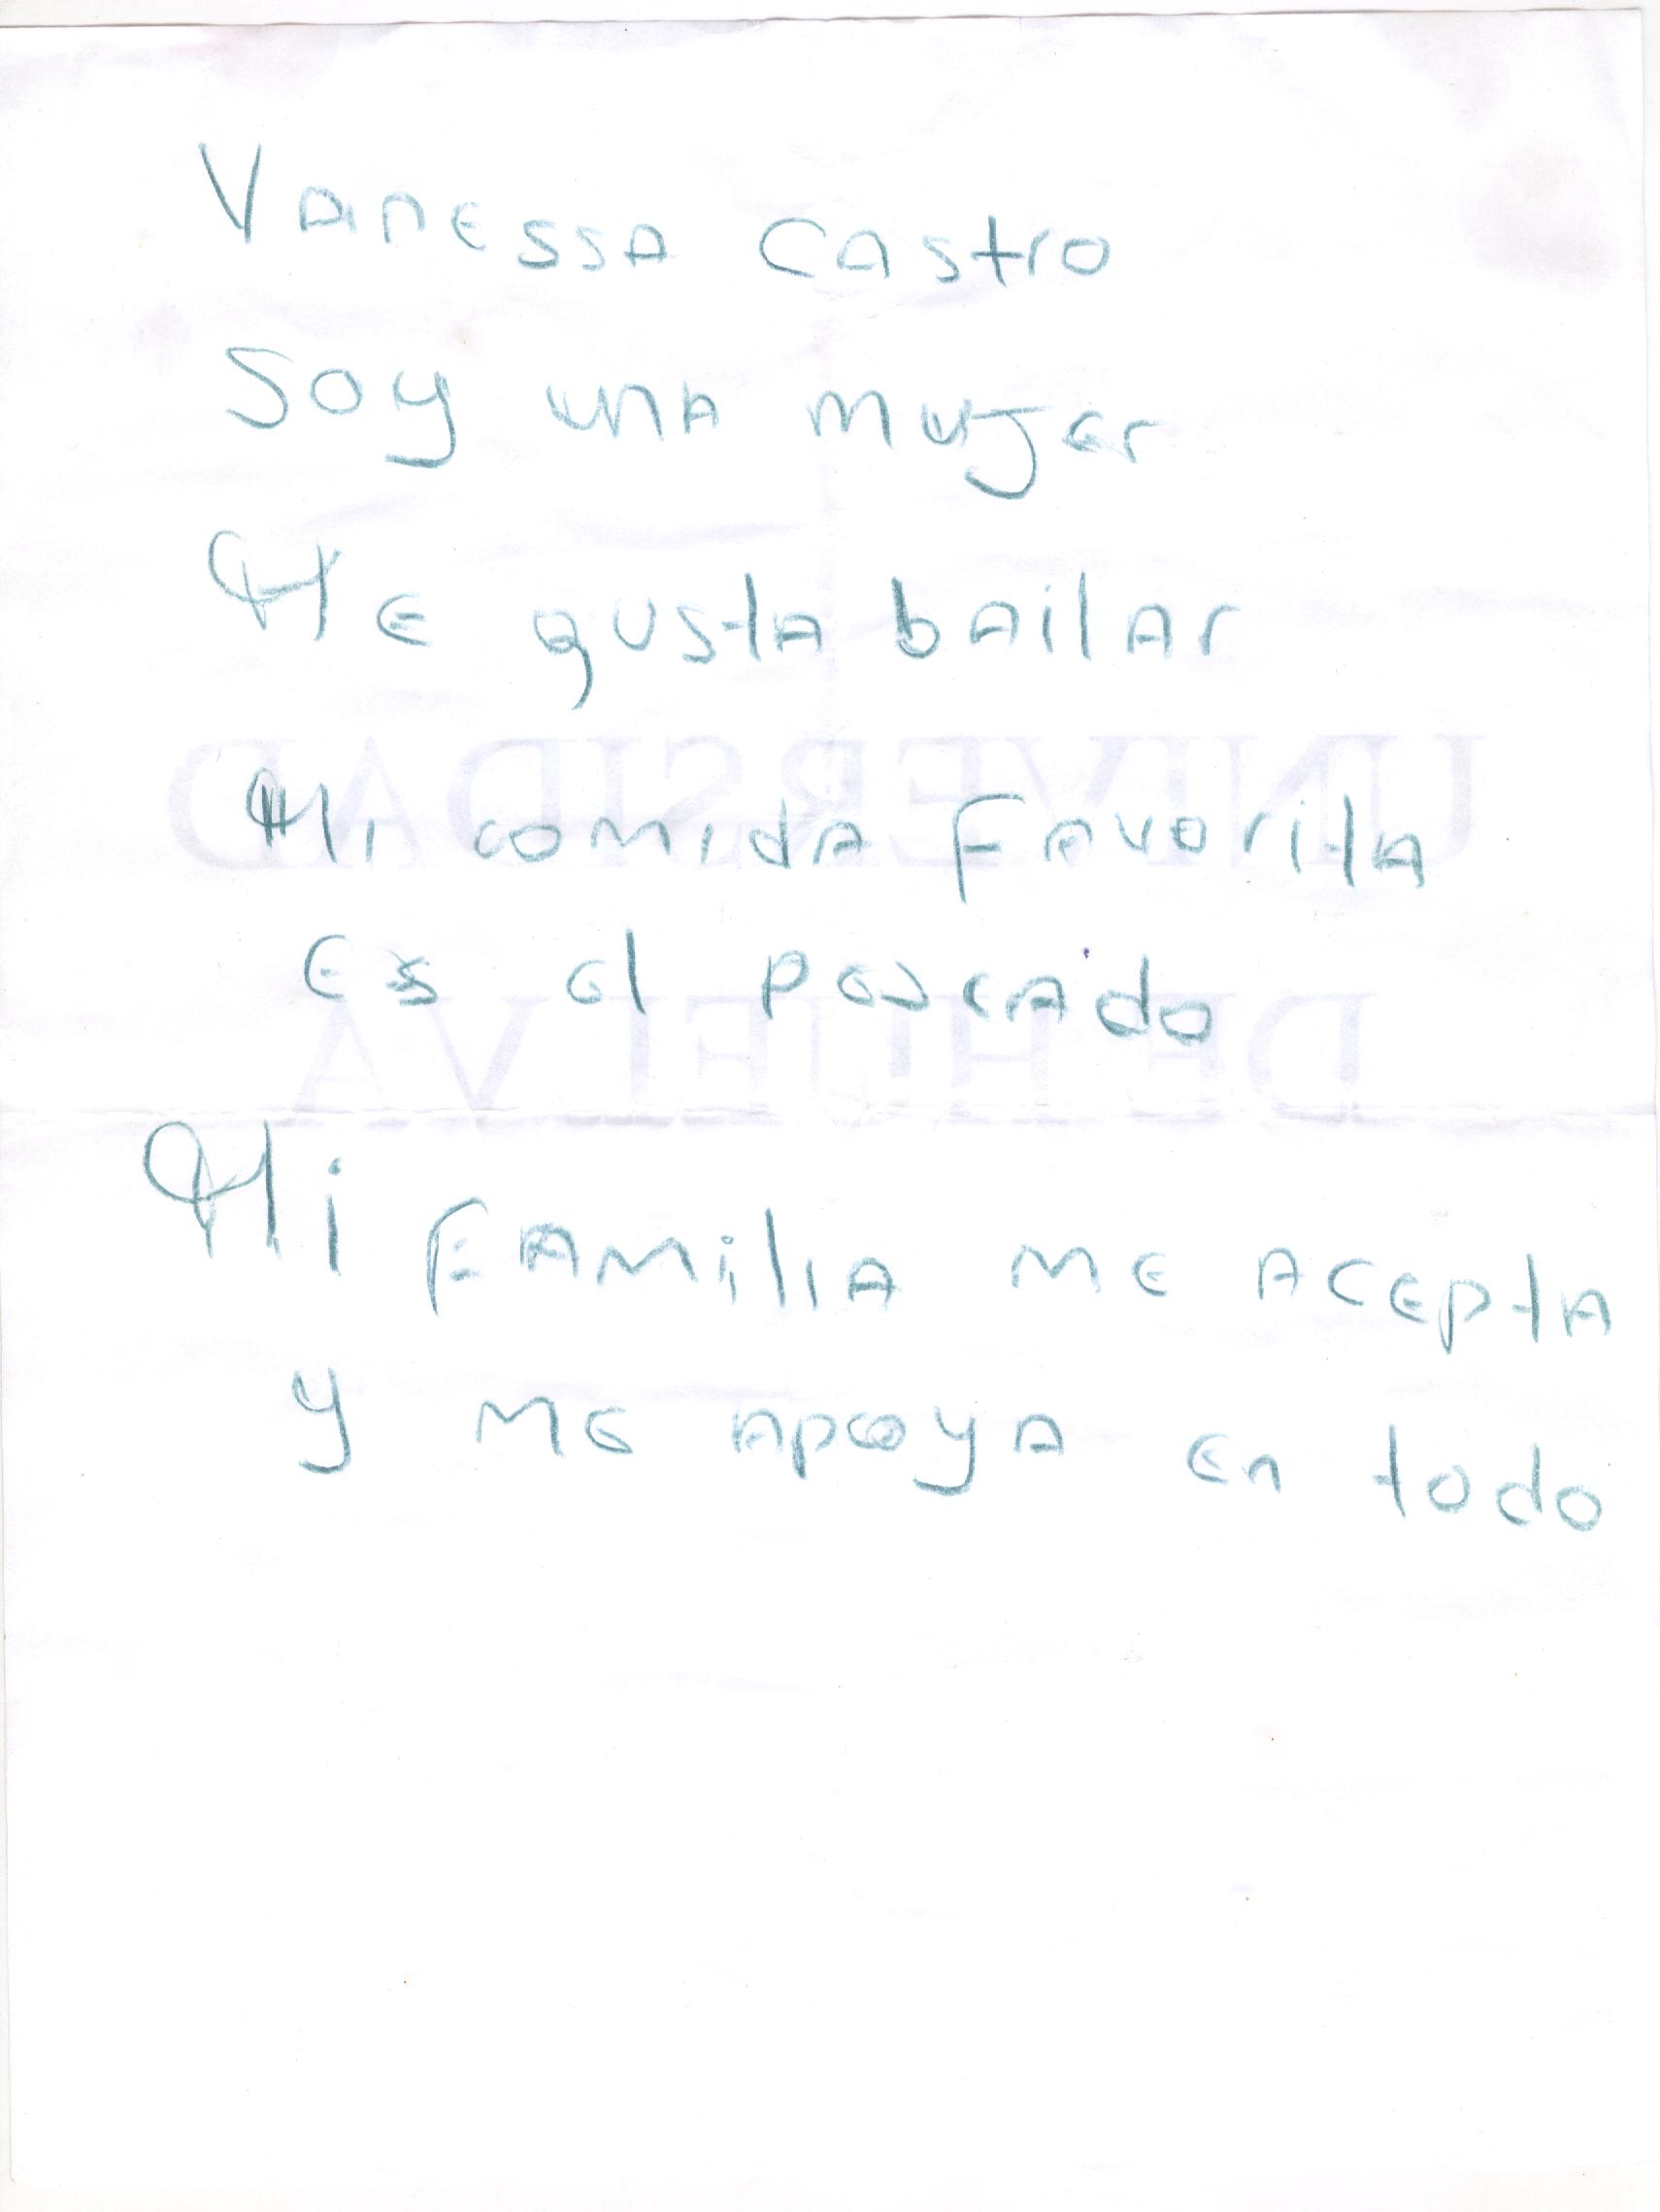 Vanessa Castro
Soy una mujer
Me gusta bailar
Mi comida favorita
es el pescado
Mi familia me acepta
y me apoya en todo
UNIVERSIDAD
DE HUELVA